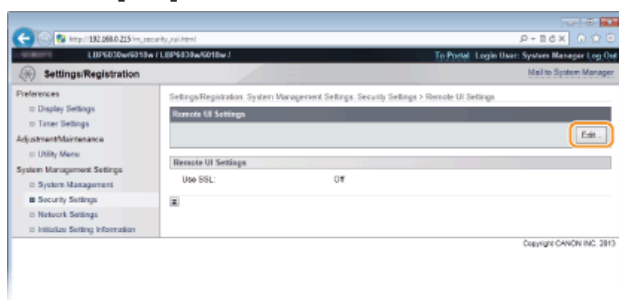 http://192.168.0.215/m_security_rui.html
LBP6030w/6018w / LBP6030w/6018w /
To Portal Login User: System Manager Log Out
Settings/Registration
Mail to System Manager
Preferences
Display Settings
Timer Settings
Adjustment/Maintenance
Utility Menu
System Management Settings
System Management
Security Settings
Network Settings
Initialize Setting Information
Settings/Registration: System Management Settings: Security Settings > Remote UI Settings
Remote UI Settings
Edit...
Remote UI Settings
Use SSL: Off
Copyright CANON INC. 2013